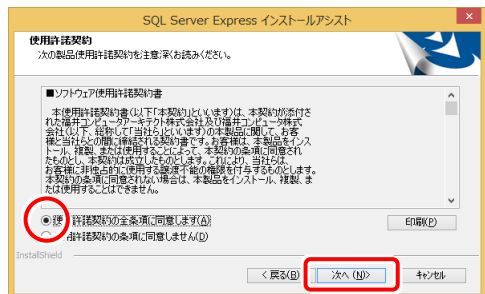 SQL Server Express インストールアシスト
使用許諾契約
次の製品使用許諾契約を注意深くお読みください。
■ソフトウェア使用許諾契約書
本使用許諾契約書(以下「本契約」といいます)は、本契約が添付さ
れた福井コンピュータアーキテクト株式会社及び福井コンピュータ株式
会社(以下、総称して「当社ら」といいます)の本製品に関して、お客
様と当社らとの間に締結される契約書です。お客様は、本製品をインス
トール、複製、または使用することによって、本契約の条項に同意され
たものとし、本契約は成立したものとします。これにより、当社らは、
お客様に非独占的に使用する譲渡不能の権限を付与するものとします。
本契約の条項に同意されない場合は、本製品をインストール、複製、ま
たは使用することはできません。
許諾契約の全条項に同意します(A)
許諾契約の条項に同意しません(D)
印刷(P)
InstallShield
< 戻る(B)
次へ (N)>
キャンセル